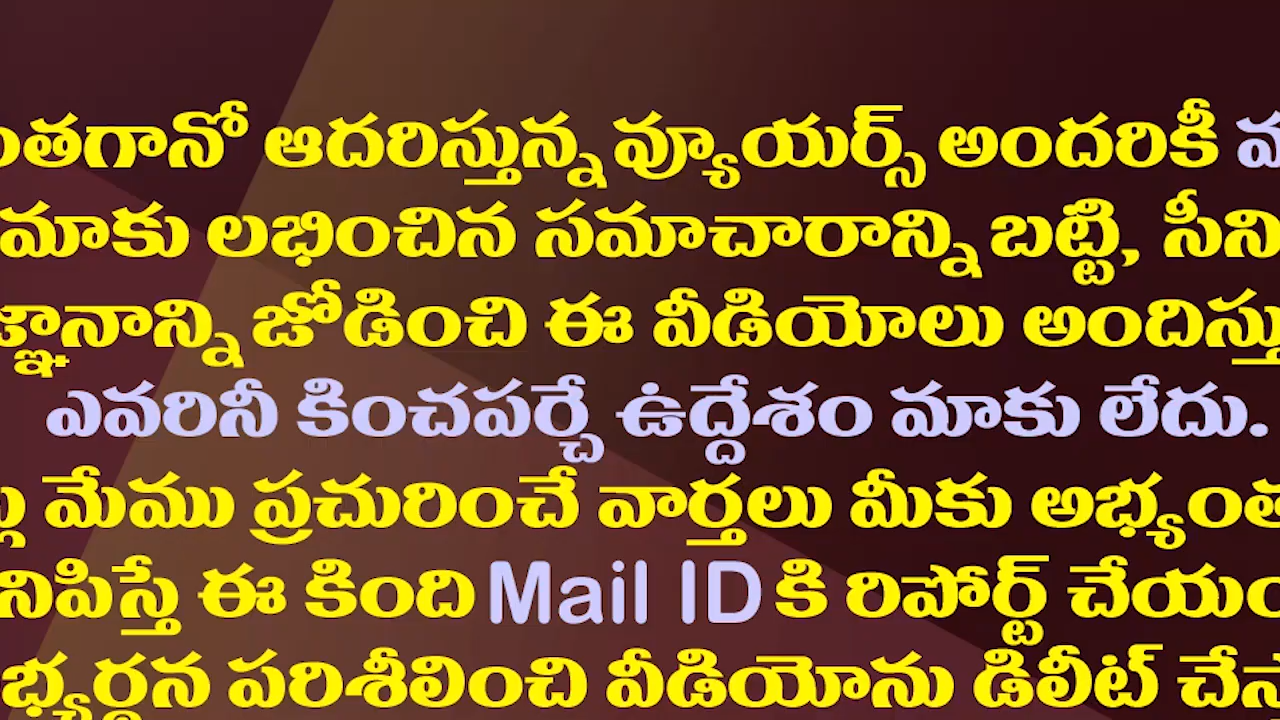 ంతగానో ఆదరిస్తున్న వ్యూయర్స్ అందరికీ
మాకు లభించిన సమాచారాన్ని బట్టి, సీని
జ్ఞానాన్ని జోడించి ఈ వీడియోలు అందిస్తు
ఎవరినీ కించపర్చే ఉద్దేశం మాకు లేదు.
మేము ప్రచురించే వార్తలు మీకు అభ్యంత
నిపిస్తే ఈ కింది Mail ID కి రిపోర్ట్ చేయం
భ్యర్థన పరిశీలించి వీడియోను డిలీట్ చేస